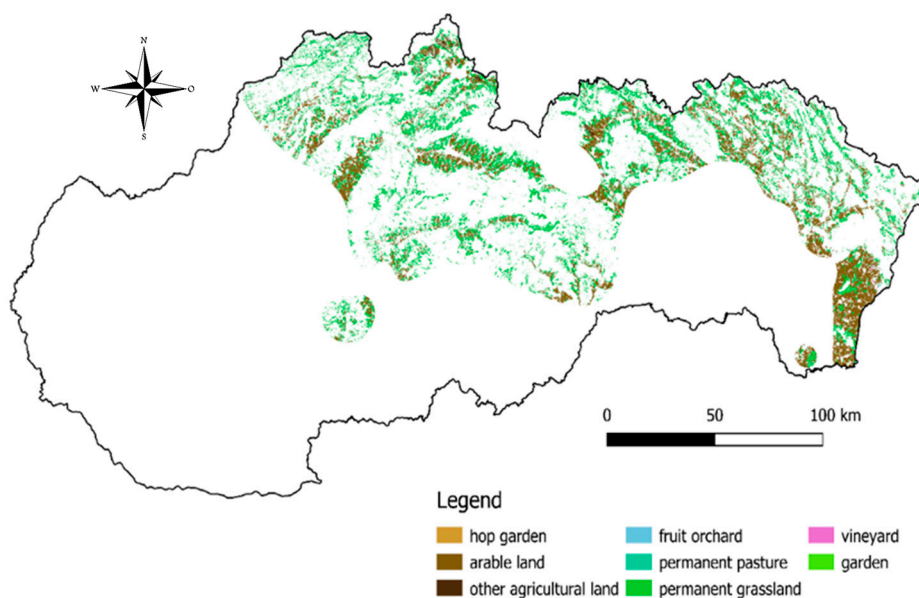 N
W O
S
0 50 100 km
Legend
hop garden fruit orchard vineyard
arable land permanent pasture garden
other agricultural land permanent grassland